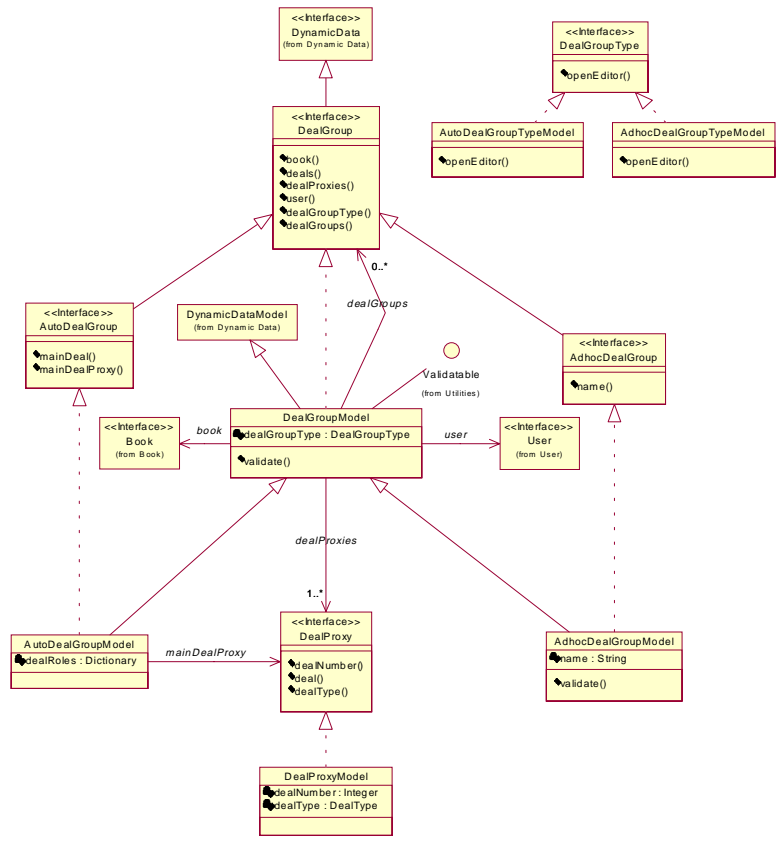 <<Interface>>
DynamicData
(from Dynamic Data)
<<Interface>>
DealGroupType
openEditor()
<<Interface>>
DealGroup
book()
deals()
dealProxies()
user()
dealGroupType()
dealGroups()
AutoDealGroupTypeModel
openEditor()
AdhocDealGroupTypeModel
openEditor()
0..*
dealGroups
<<Interface>>
AutoDealGroup
mainDeal()
mainDealProxy()
DynamicDataModel
(from Dynamic Data)
Validatable
(from Utilities)
<<Interface>>
AdhocDealGroup
name()
<<Interface>>
Book
(from Book)
book
DealGroupModel
dealGroupType : DealGroupType
validate()
user
<<Interface>>
User
(from User)
dealProxies
1..*
AutoDealGroupModel
dealRoles : Dictionary
mainDealProxy
<<Interface>>
DealProxy
dealNumber()
deal()
dealType()
AdhocDealGroupModel
name : String
validate()
DealProxyModel
dealNumber : Integer
dealType : DealType